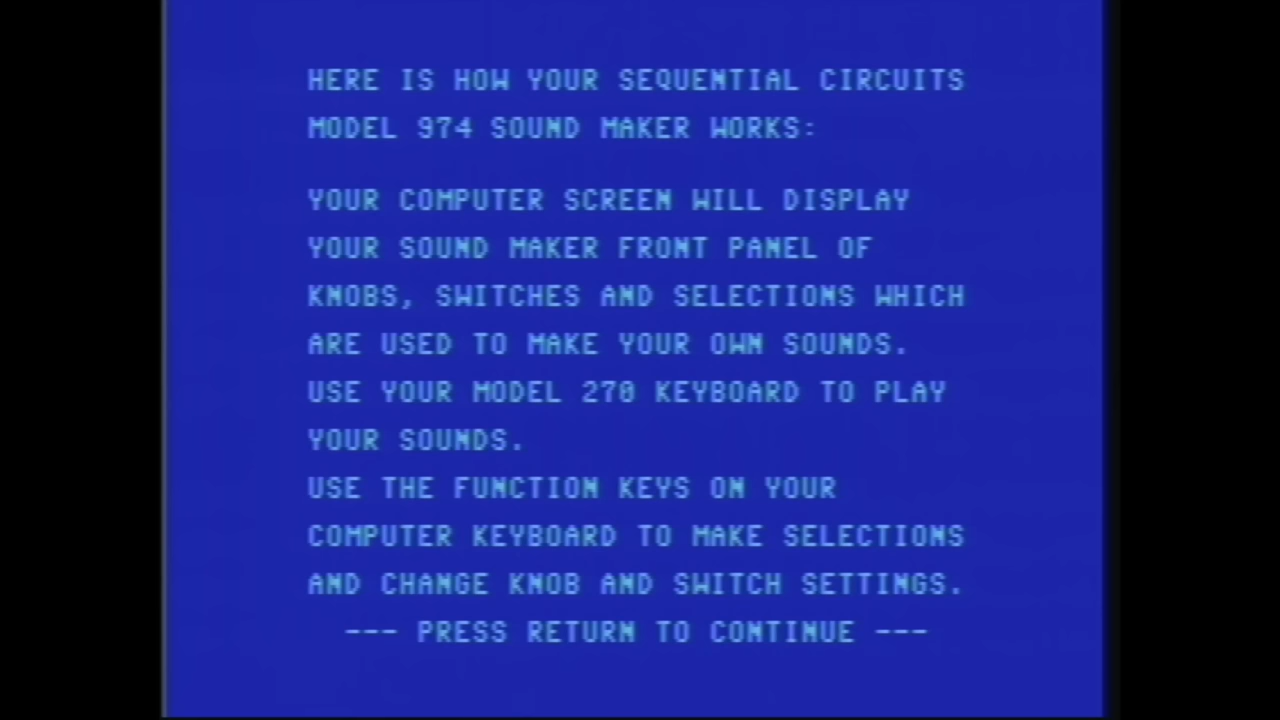 HERE IS HOW YOUR SEQUENTIAL CIRCUITS
MODEL 974 SOUND MAKER WORKS:
YOUR COMPUTER SCREEN WILL DISPLAY
YOUR SOUND MAKER FRONT PANEL OF
KNOBS, SWITCHES AND SELECTIONS WHICH
ARE USED TO MAKE YOUR OWN SOUNDS.
USE YOUR MODEL 270 KEYBOARD TO PLAY
YOUR SOUNDS.
USE THE FUNCTION KEYS ON YOUR
COMPUTER KEYBOARD TO MAKE SELECTIONS
AND CHANGE KNOB AND SWITCH SETTINGS.
--- PRESS RETURN TO CONTINUE ---